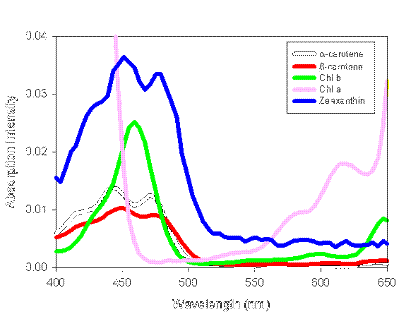 0.04
0.03
0.02
0.01
0.00
Absorption Intensity
α-carotene
ß-carotene
Chl b
Chl a
Zeaxanthin
400 450 500 550 600 650
Wavelength (nm)